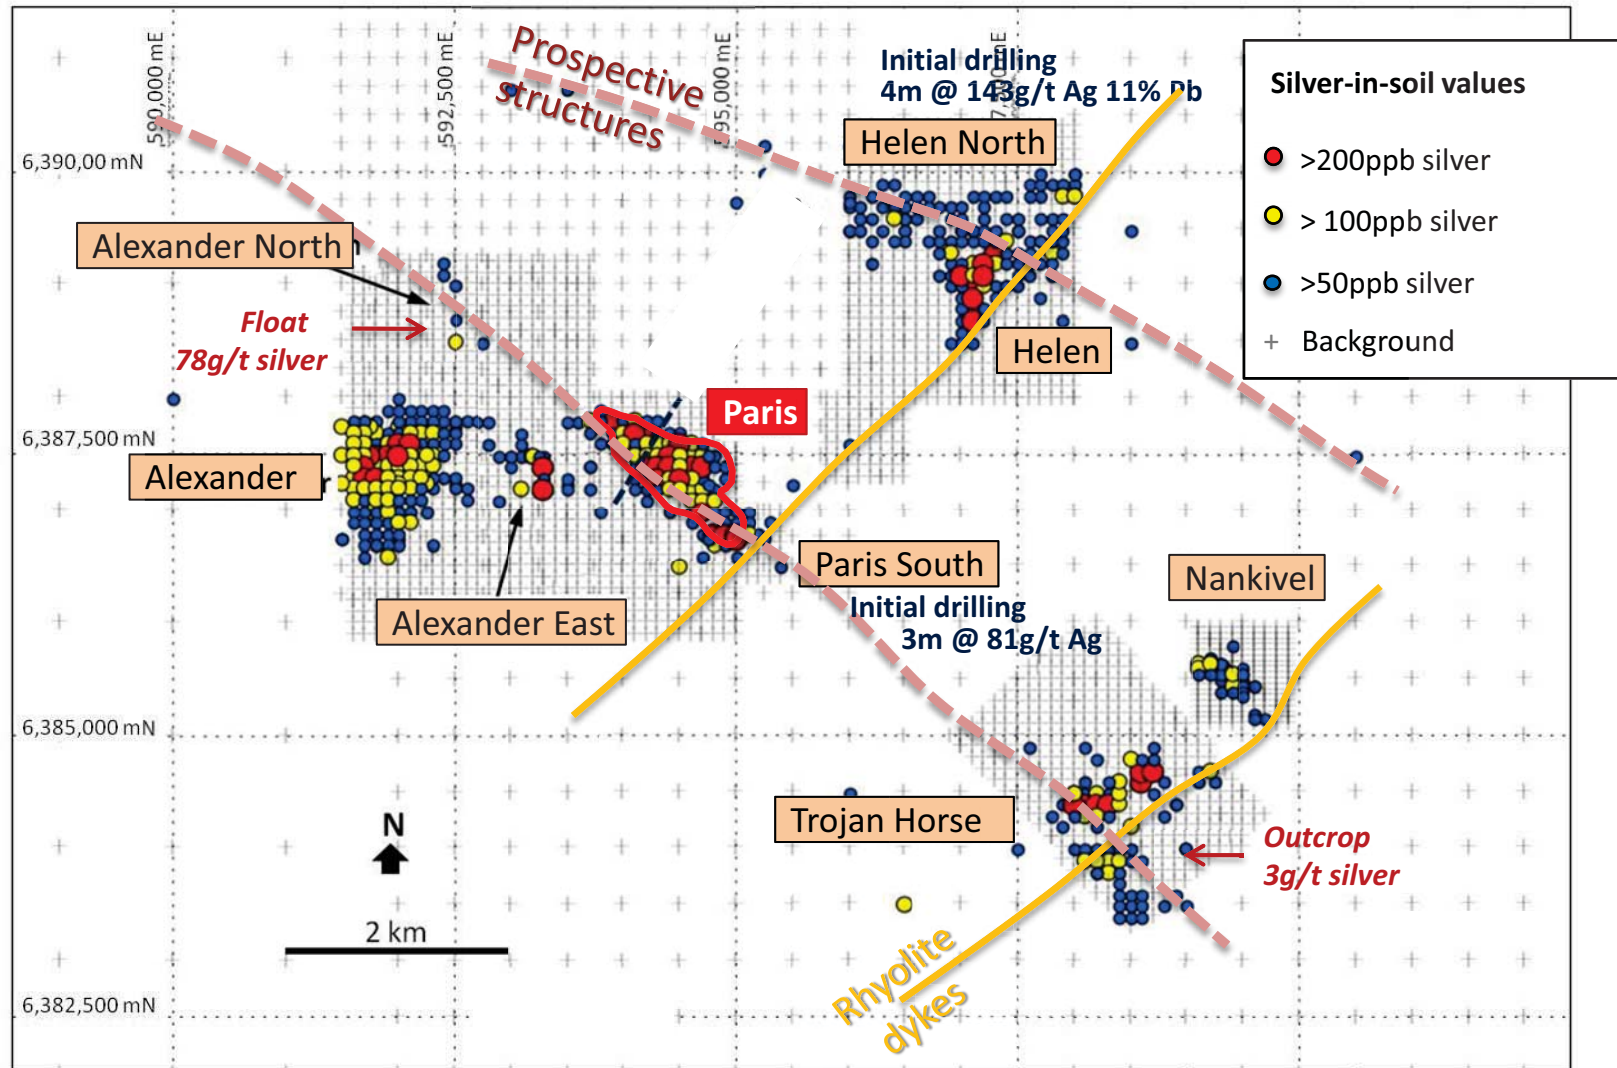 Prospective
structures
590,000 mE
592,500 mE
595,000 mE
Initial drilling
4m @ 143g/t Ag 11% Pb
Helen North
Silver-in-soil values
>200ppb silver
> 100ppb silver
>50ppb silver
Background
6,390,00 mN
Alexander North
Float
78g/t silver
Helen
Paris
6,387,500 mN
Alexander
Paris South
Initial drilling
3m @ 81g/t Ag
Nankivel
Alexander East
6,385,000 mN
Trojan Horse
N
2 km
Outcrop
3g/t silver
Rhyolite
dykes
6,382,500 mN